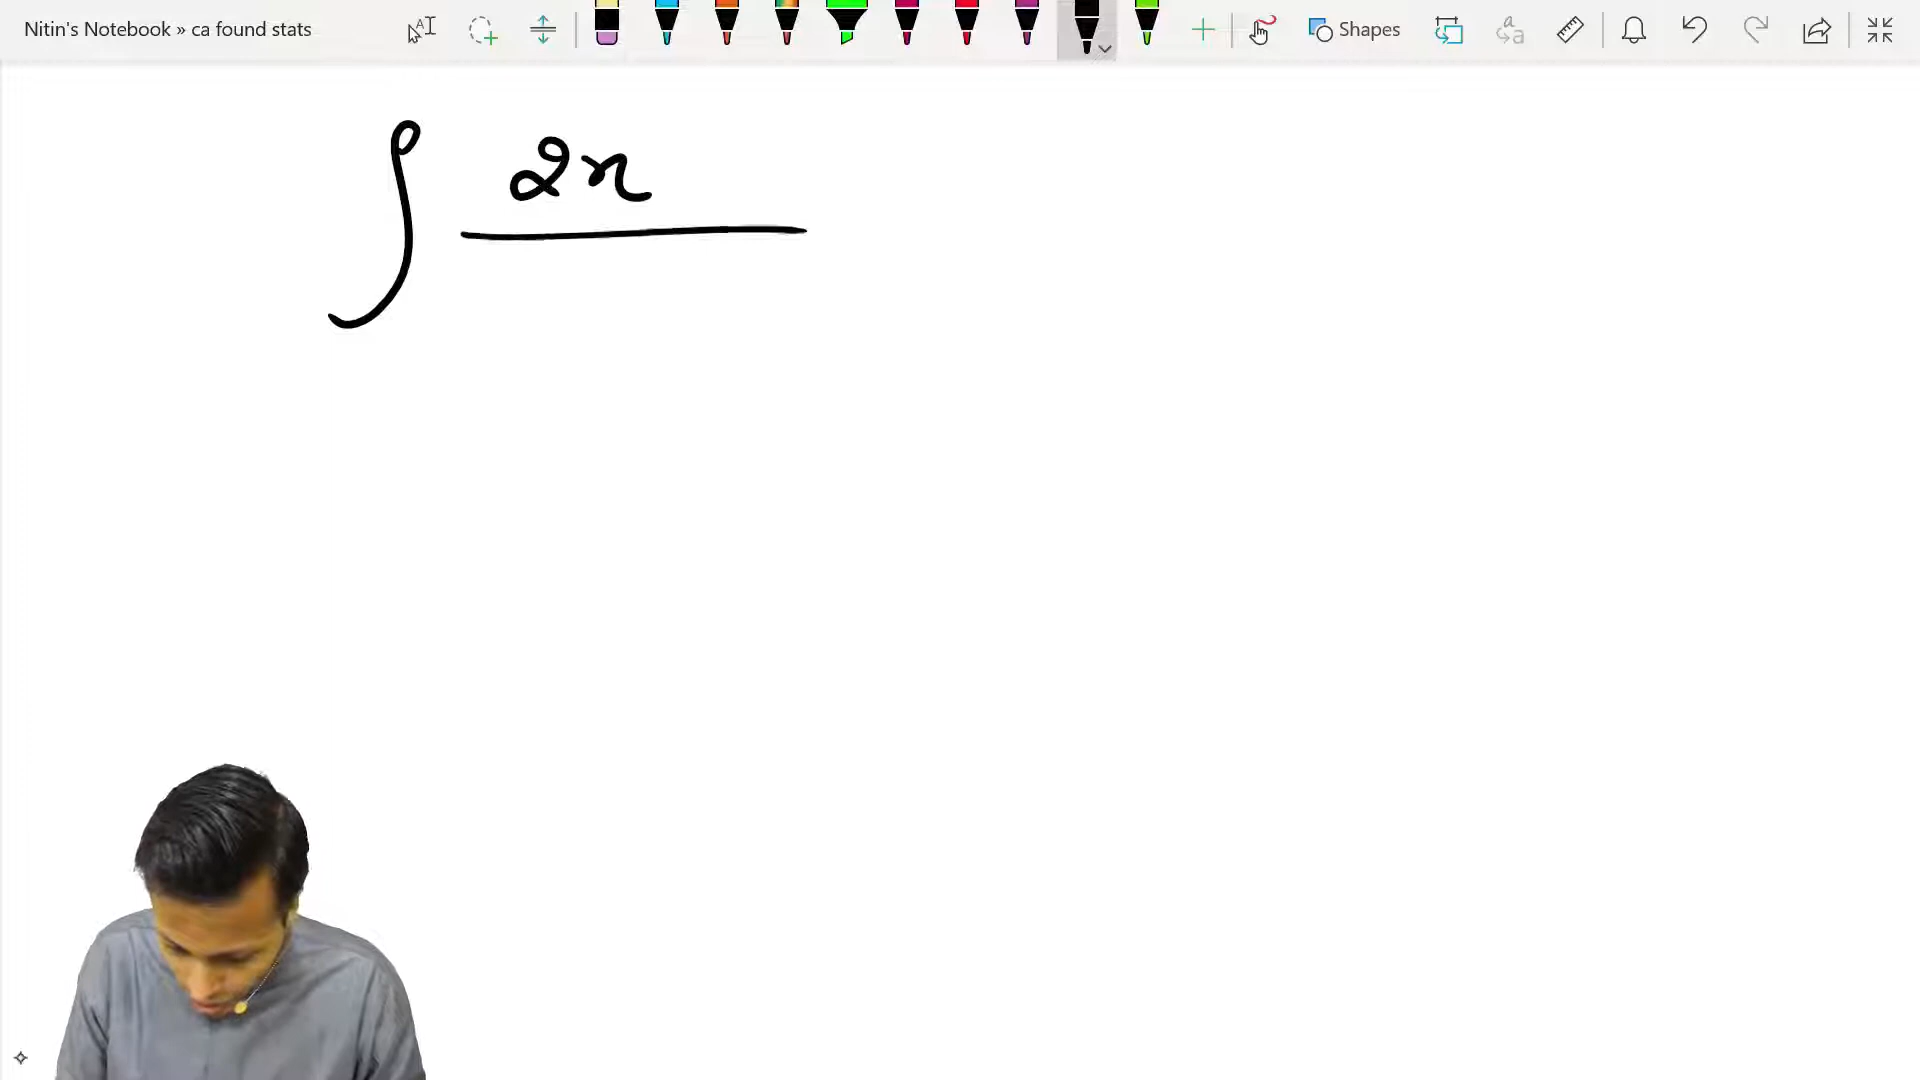 Nitin's Notebook » ca found stats
Shapes
∫ 2x